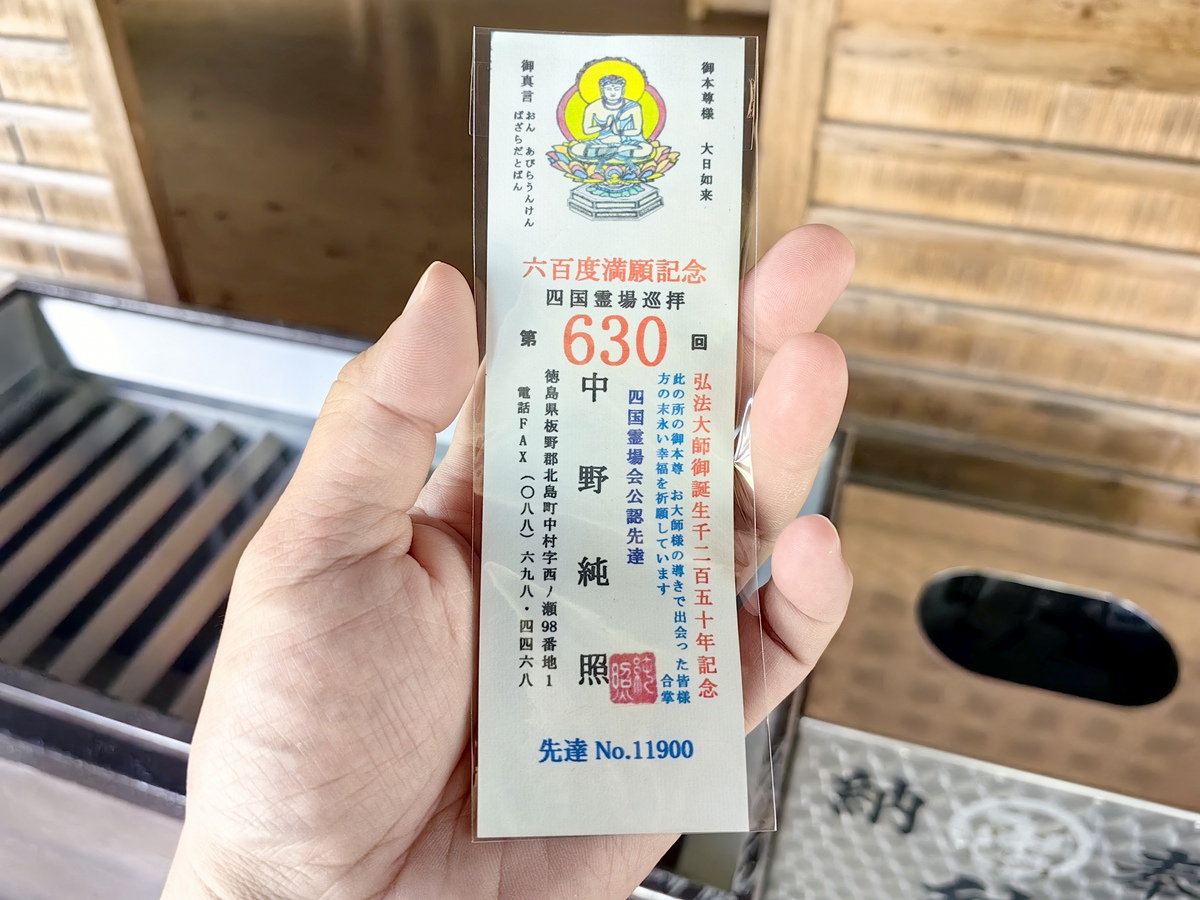 御本尊様 大日如来
御真言 おん あびらうんけん
ばざらだとばん
六百度満願記念
四国霊場巡拝
第 630 回
弘法大師御誕生千二百五十年記念
此の所の御本尊 お大師様の導きで出会った皆様
方の末永い幸福を祈願しています 合掌
四国霊場会公認先達
中野純照
純照
徳島県板野郡北島町中村字西ノ瀬98番地1
電話FAX(〇八八)六九八・四四六八
先達 No.11900
納
奉